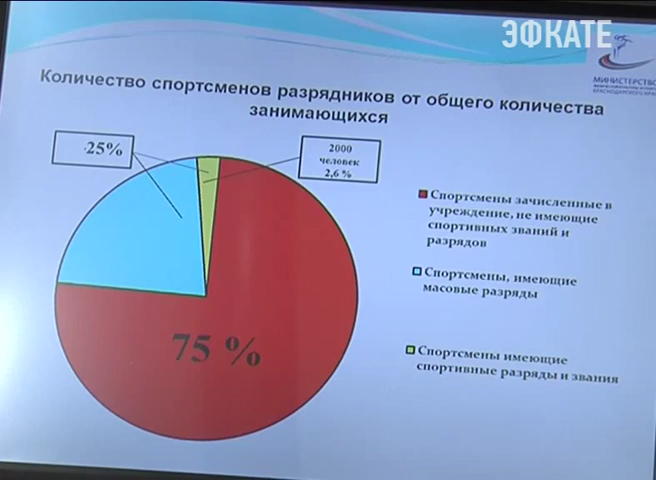 ЭФКАТЕ
МИНИСТЕРСТВО
Количество спортсменов разрядников от общего количества
занимающихся
25%
2000
человек
2,6 %
75 %
Спортсмены зачисленные в
учреждение, не имеющие
спортивных званий и
разрядов
Спортсмены, имеющие
масовые разряды
Спортсмены имеющие
спортивные разряды и звания